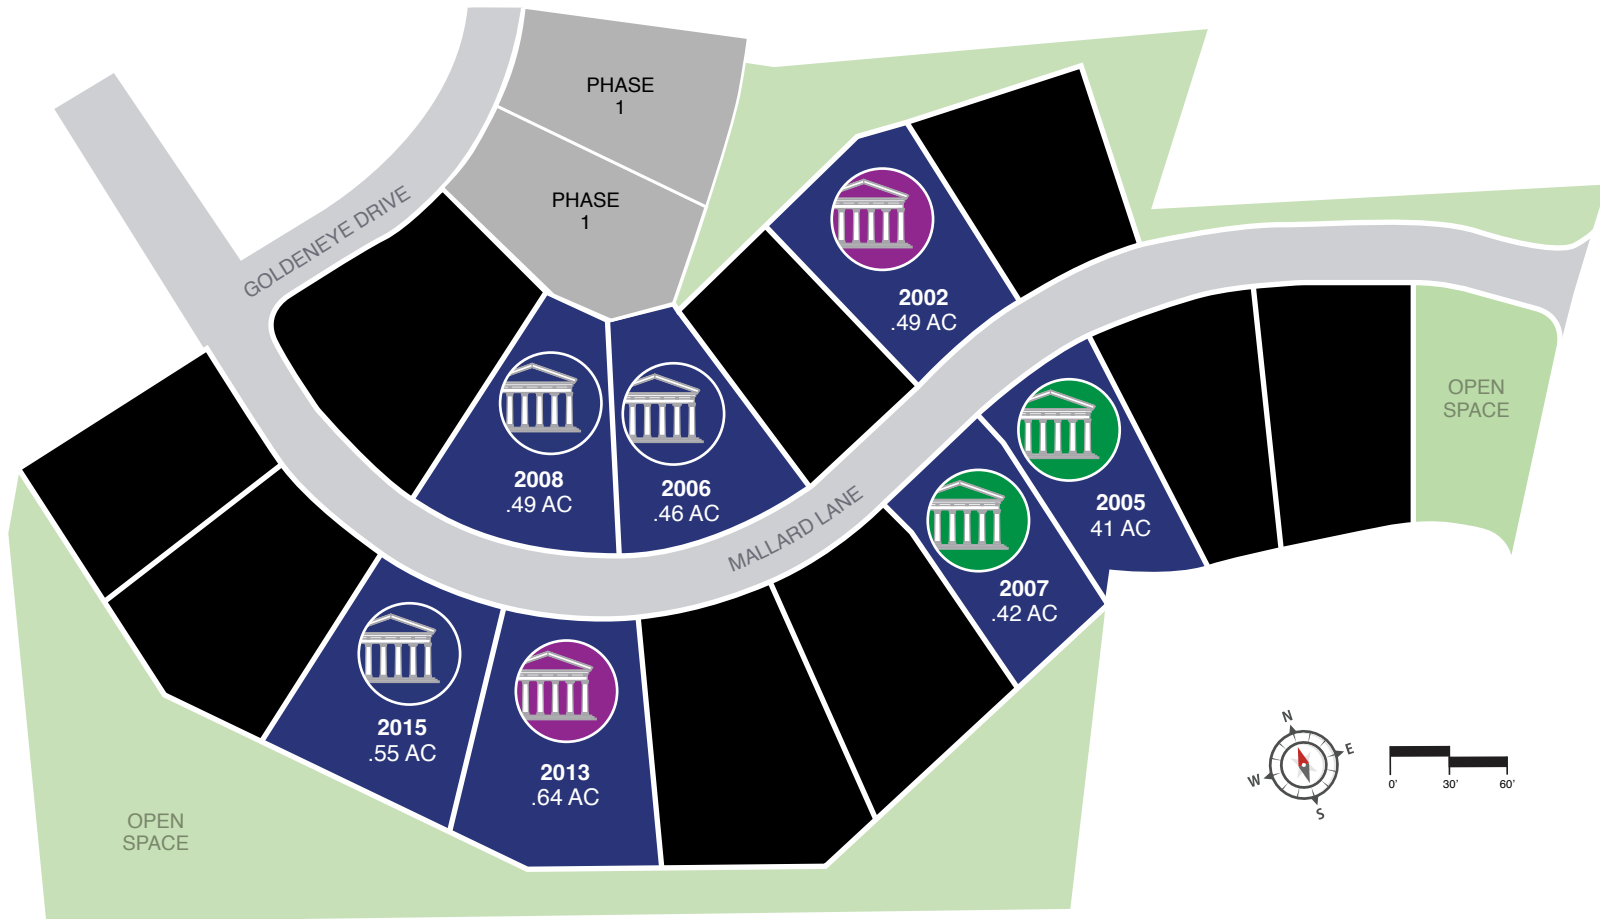 PHASE
1
PHASE
1
GOLDENEYE DRIVE
2002
.49 AC
2008
.49 AC
2006
.46 AC
MALLARD LANE
2005
41 AC
2007
.42 AC
OPEN
SPACE
2015
.55 AC
2013
.64 AC
OPEN
SPACE
N
E
W
S
0'
30'
60'